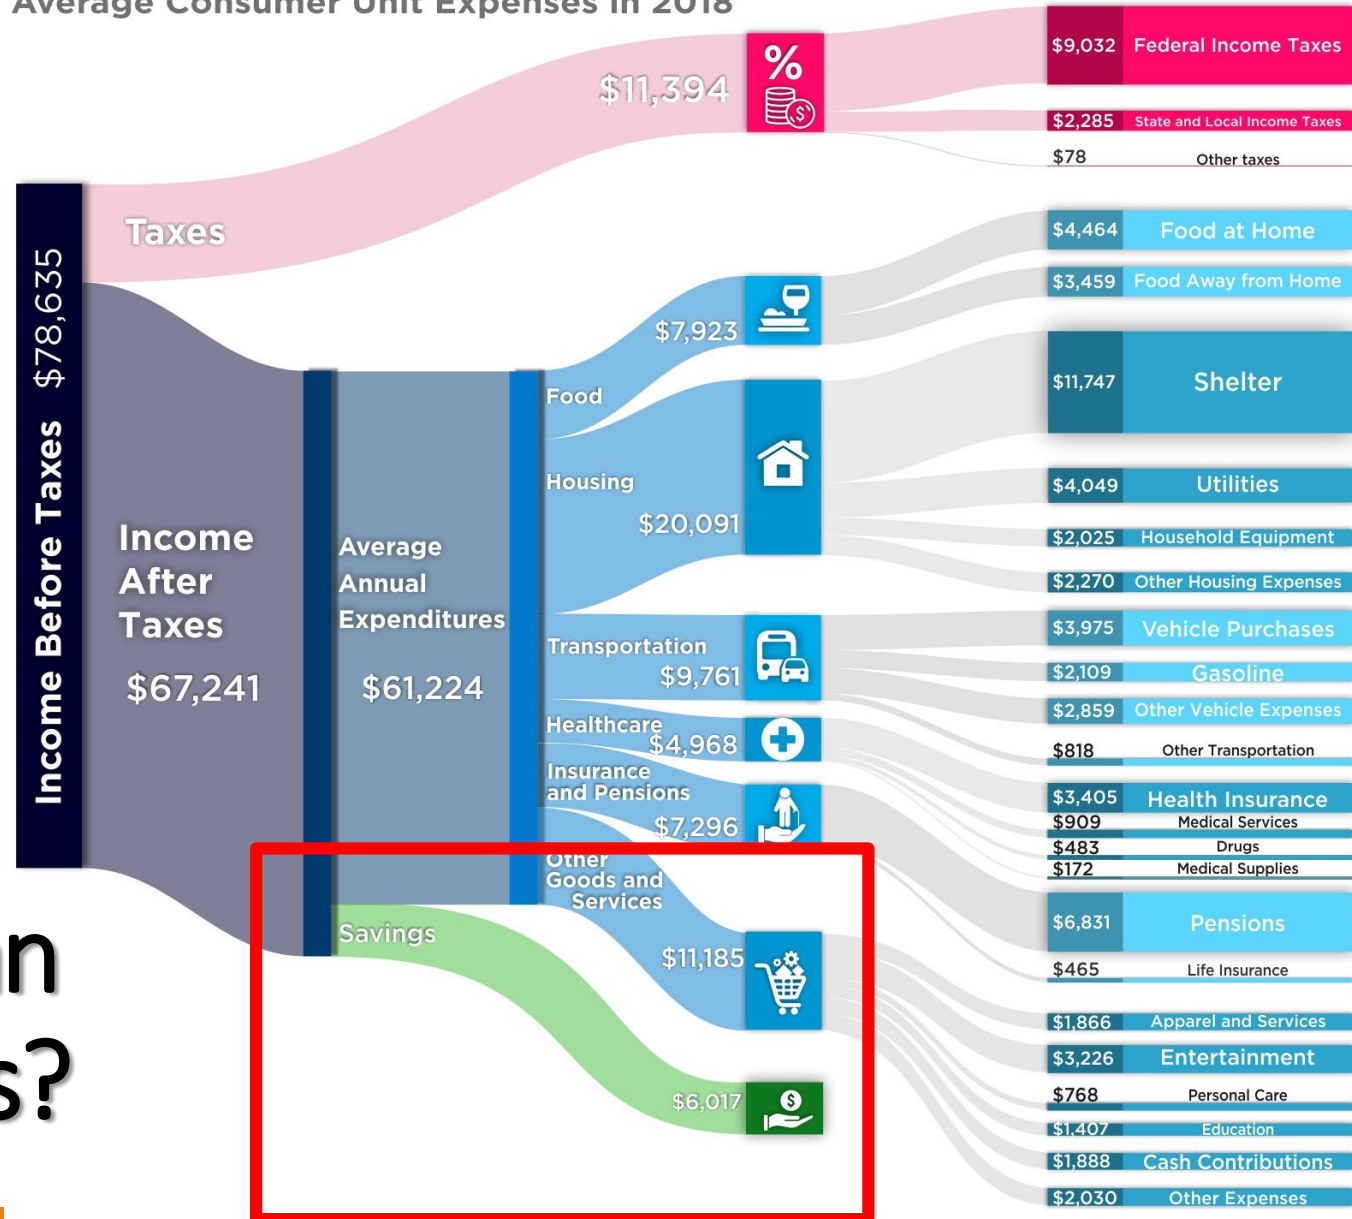 Average Consumer Unit Expenses in 2018
Income Before Taxes $78,635
Taxes
$11,394
%
$9,032 Federal Income Taxes
$2,285 State and Local Income Taxes
$78 Other taxes
Income
After
Taxes
$67,241
Average
Annual
Expenditures
$61,224
Food
$7,923
$4,464 Food at Home
$3,459 Food Away from Home
Housing
$20,091
$11,747 Shelter
$4,049 Utilities
$2,025 Household Equipment
$2,270 Other Housing Expenses
Transportation
$9,761
$3,975 Vehicle Purchases
$2,109 Gasoline
$2,859 Other Vehicle Expenses
$818 Other Transportation
Healthcare
$4,968
$3,405 Health Insurance
$909 Medical Services
$483 Drugs
$172 Medical Supplies
Insurance
and Pensions
$7,296
$6,831 Pensions
$465 Life Insurance
Other
Goods and
Services
$11,185
$1,866 Apparel and Services
$3,226 Entertainment
$768 Personal Care
$1,407 Education
$1,888 Cash Contributions
$2,030 Other Expenses
Savings
$6,017
$
n
s?